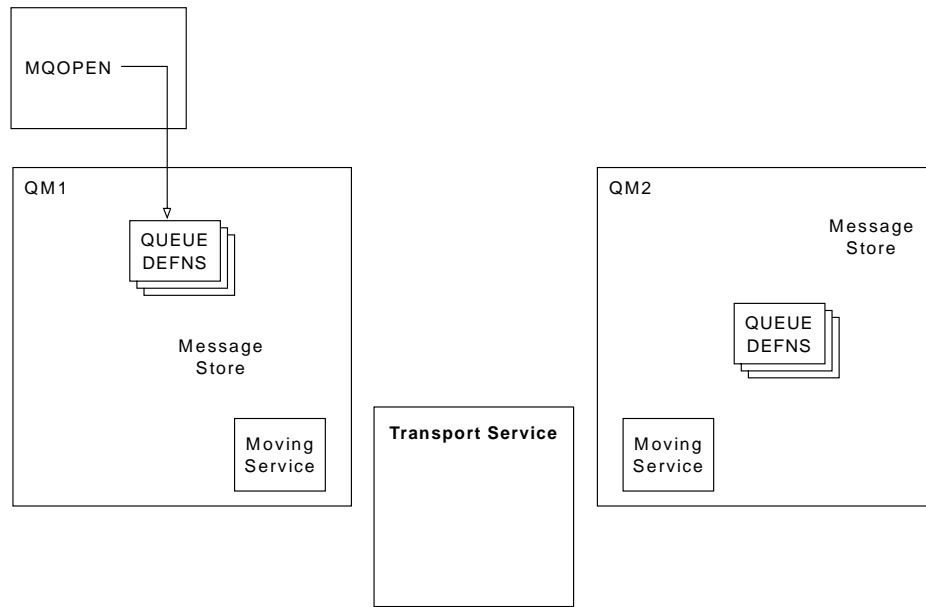 MQOPEN
QM1
QUEUE
DEFNS
Message
Store
Moving
Service
Transport Service
QM2
Message
Store
QUEUE
DEFNS
Moving
Service